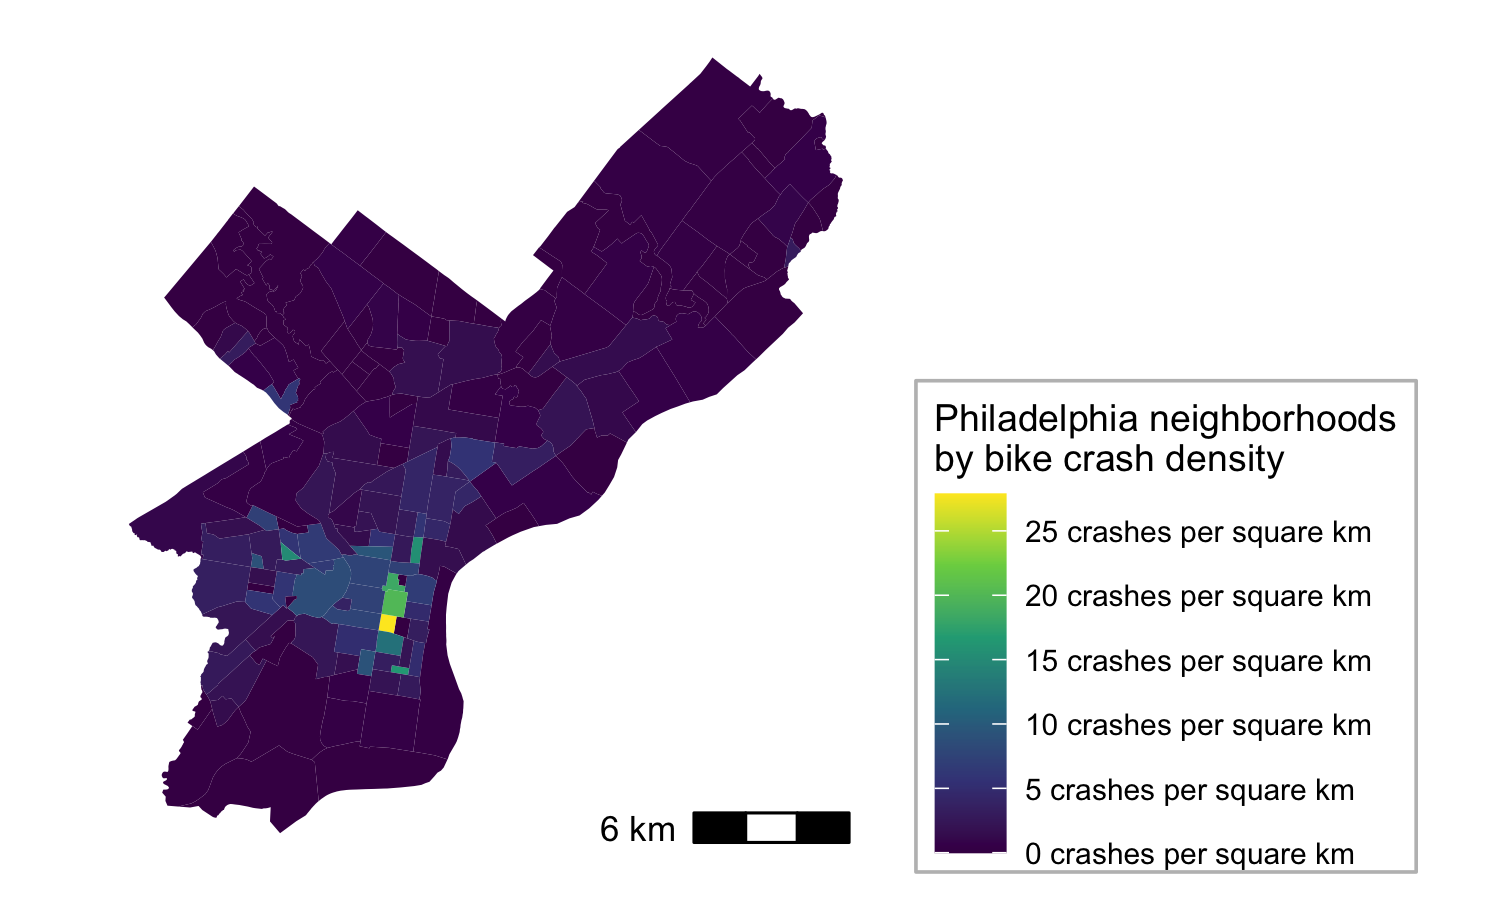 Philadelphia neighborhoods
by bike crash density
25 crashes per square km
20 crashes per square km
15 crashes per square km
10 crashes per square km
5 crashes per square km
0 crashes per square km
6 km